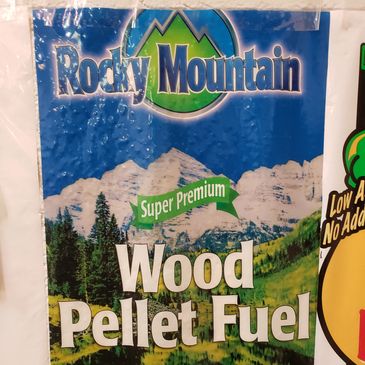 Rocky Mountain
Super Premium
Wood
Pellet Fuel
Low A
No Add